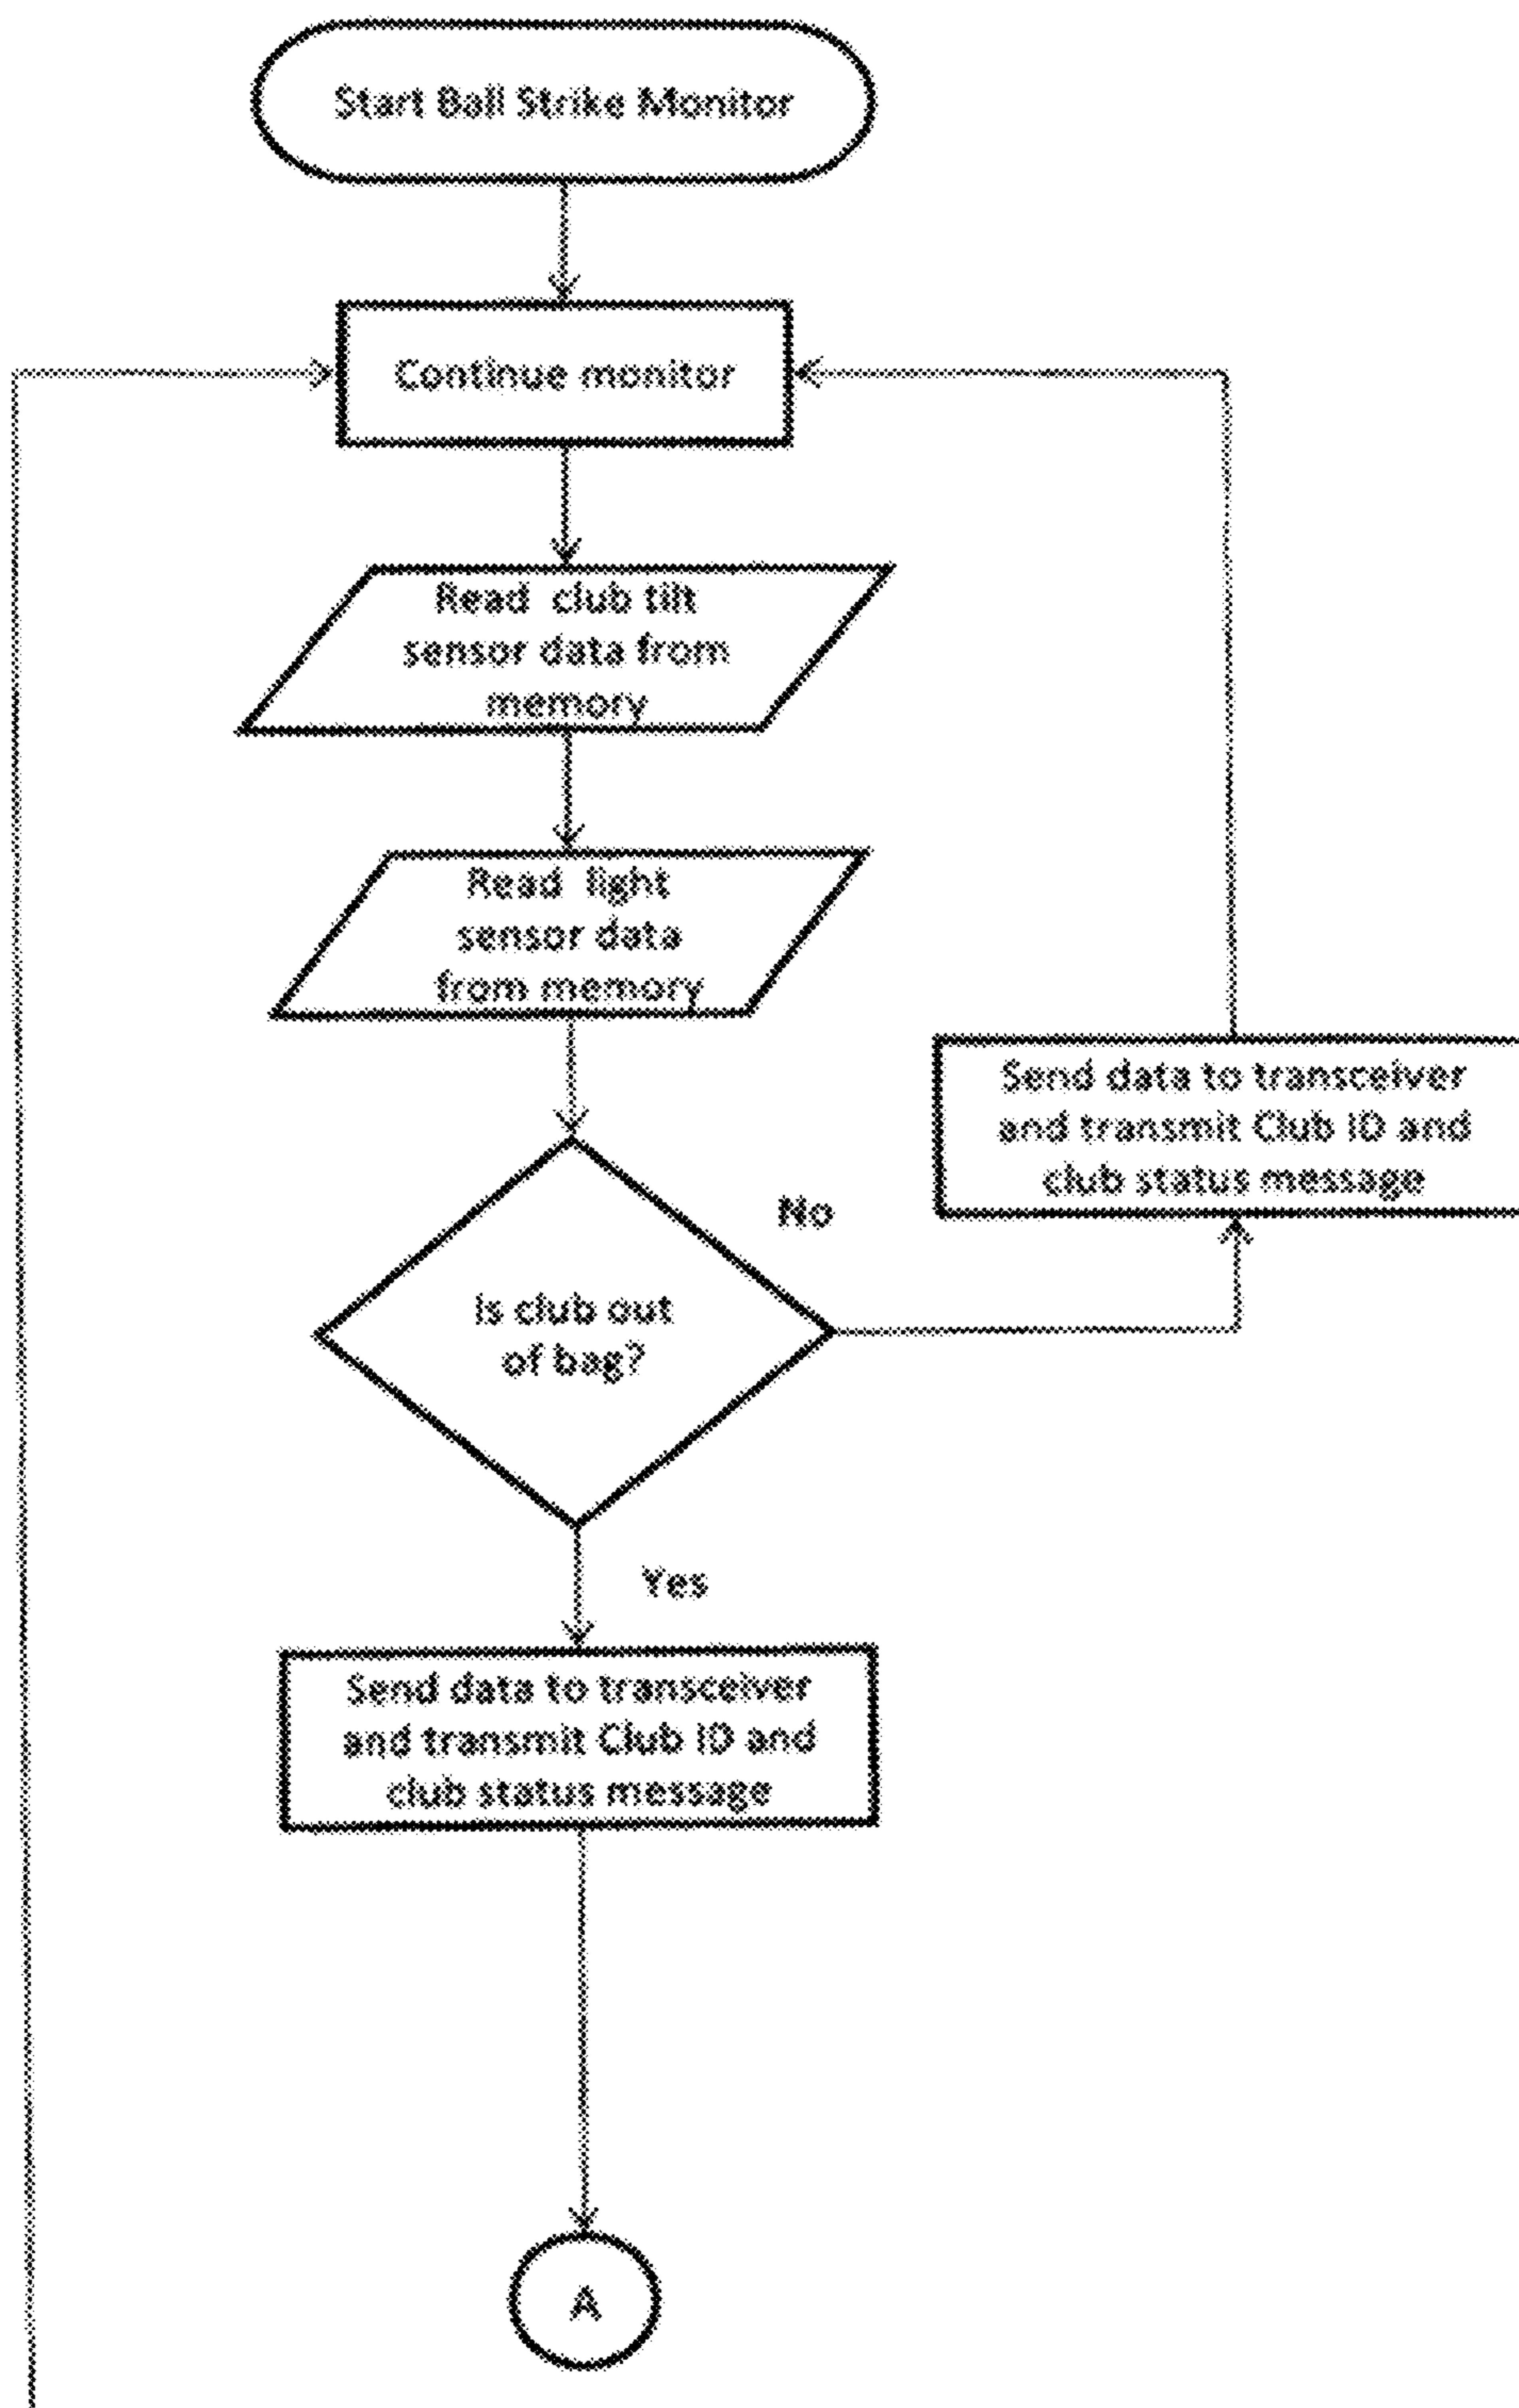 Start Ball Strike Monitor
Continue monitor
Read club tilt
sensor data from
memory
Read light
sensor data
from memory
Send data to transceiver
and transmit Club ID and
club status message
No
Is club out
of bag?
Yes
Send data to transceiver
and transmit Club ID and
club status message
A